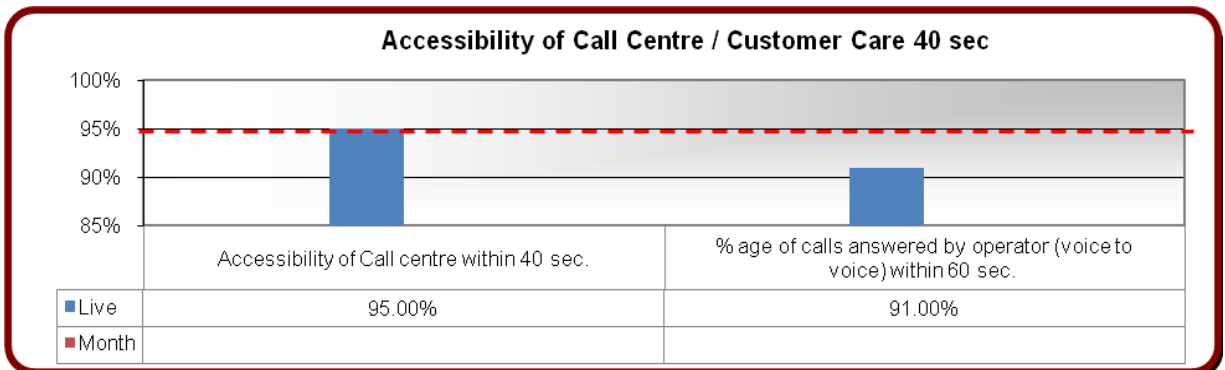 Accessibility of Call Centre / Customer Care 40 sec
100%
95%
90%
85%
Accessibility of Call centre within 40 sec.
% age of calls answered by operator (voice to
voice) within 60 sec.
Live 95.00% 91.00%
Month